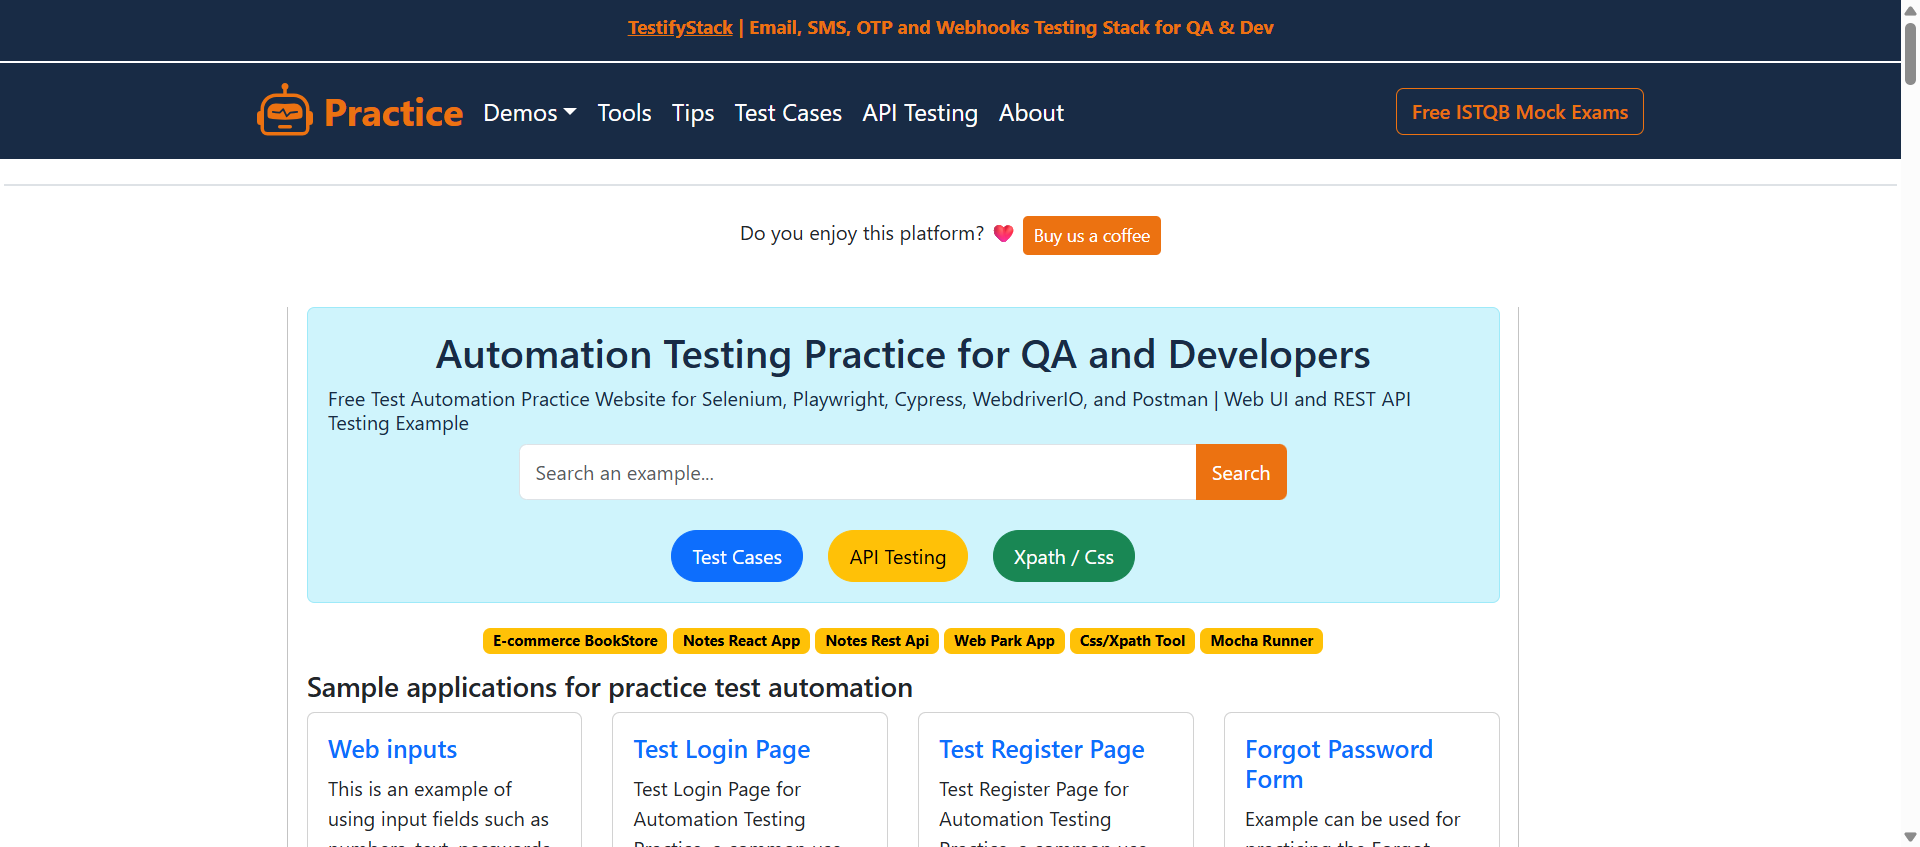 TestifyStack | Email, SMS, OTP and Webhooks Testing Stack for QA & Dev
Practice Demos Tools Tips Test Cases API Testing About Free ISTQB Mock Exams
Do you enjoy this platform? Buy us a coffee
Automation Testing Practice for QA and Developers
Free Test Automation Practice Website for Selenium, Playwright, Cypress, WebdriverIO, and Postman | Web UI and REST API
Testing Example
Search an example... Search
Test Cases API Testing Xpath / Css
E-commerce BookStore Notes React App Notes Rest Api Web Park App Css/Xpath Tool Mocha Runner
Sample applications for practice test automation
Web inputs
This is an example of
using input fields such as
Test Login Page
Test Login Page for
Automation Testing
Test Register Page
Test Register Page for
Automation Testing
Forgot Password
Form
Example can be used for